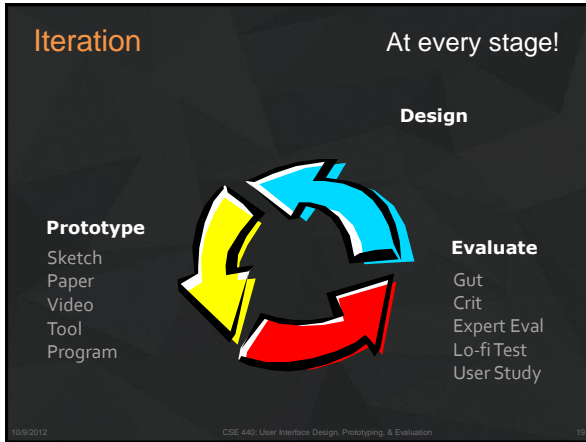 Iteration
At every stage!
Design
Prototype
Sketch
Paper
Video
Tool
Program
Evaluate
Gut
Crit
Expert Eval
Lo-fi Test
User Study
10/9/2012
CSE 440: User Interface Design, Prototyping, & Evaluation
19